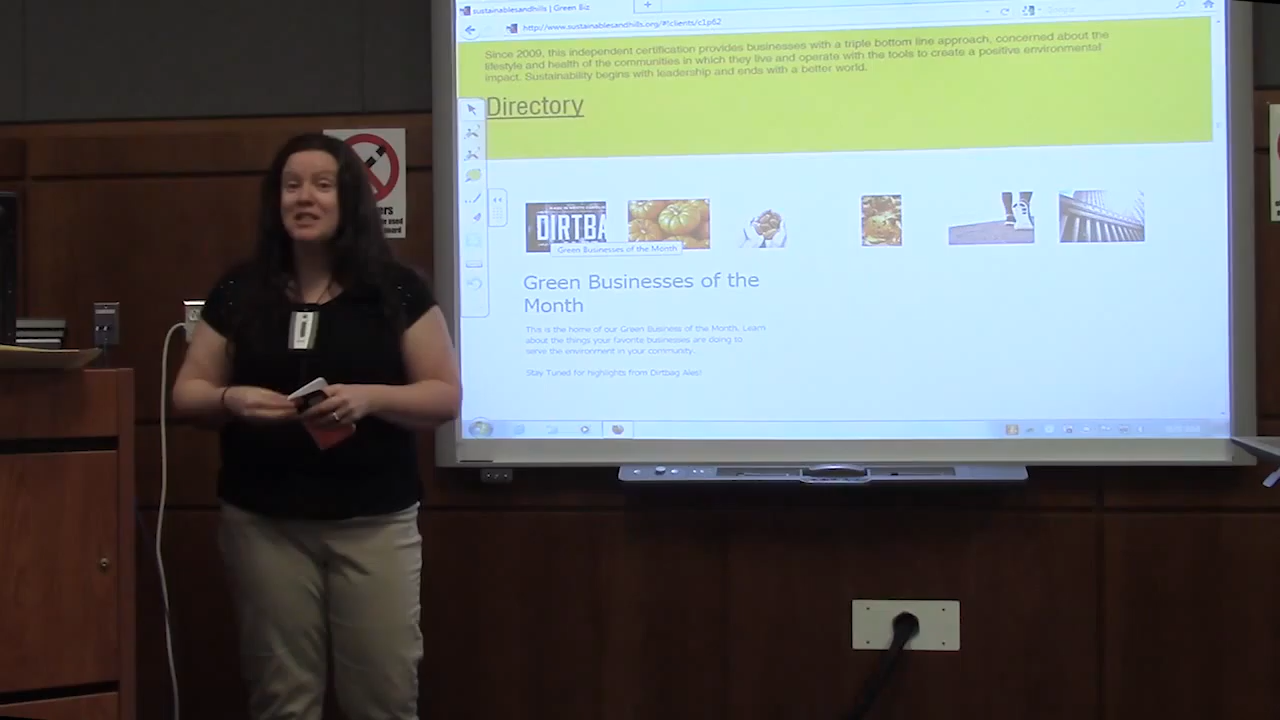 sustainablesandhills | Green Biz
http://www.sustainablesandhills.org/#!clients/c1p62
Google
Since 2009, this independent certification provides businesses with a triple bottom line approach, concerned about the
lifestyle and health of the communities in which they live and operate with the tools to create a positive environmental
impact. Sustainability begins with leadership and ends with a better world.
Directory
DIRTBA
Green Businesses of the Month
Green Businesses of the
Month
This is the home of our Green Business of the Month. Learn
about the things your favorite businesses are doing to
serve the environment in your community.
Stay Tuned for highlights from Dirtbag Ales!